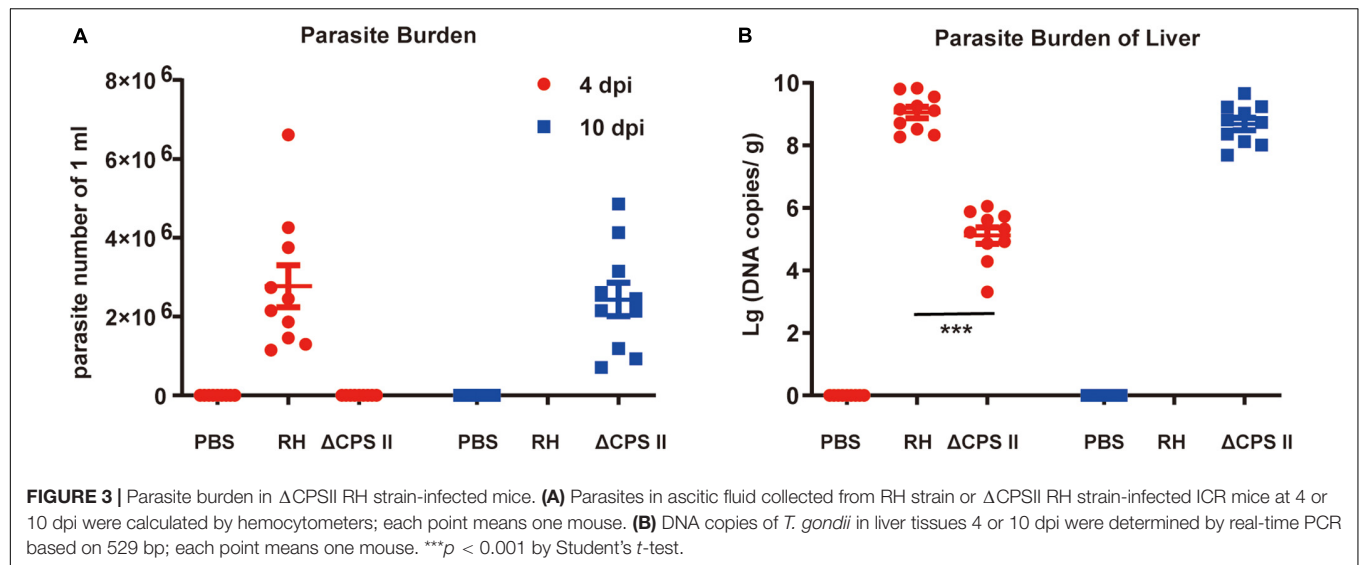 A
Parasite Burden
8×10 6
6×10 6
4×10 6
2×10 6
0
parasite number of 1 ml
4 dpi
10 dpi
PBS RH ΔCPS II PBS RH ΔCPS II
B
Parasite Burden of Liver
10
8
6
4
2
0
Lg (DNA copies/ g)
***
PBS RH ΔCPS II PBS RH ΔCPS II
FIGURE 3 | Parasite burden in ΔCPSII RH strain-infected mice. (A) Parasites in ascitic fluid collected from RH strain or ΔCPSII RH strain-infected ICR mice at 4 or
10 dpi were calculated by hemocytometers; each point means one mouse. (B) DNA copies of T. gondii in liver tissues 4 or 10 dpi were determined by real-time PCR
based on 529 bp; each point means one mouse. ***p < 0.001 by Student's t-test.